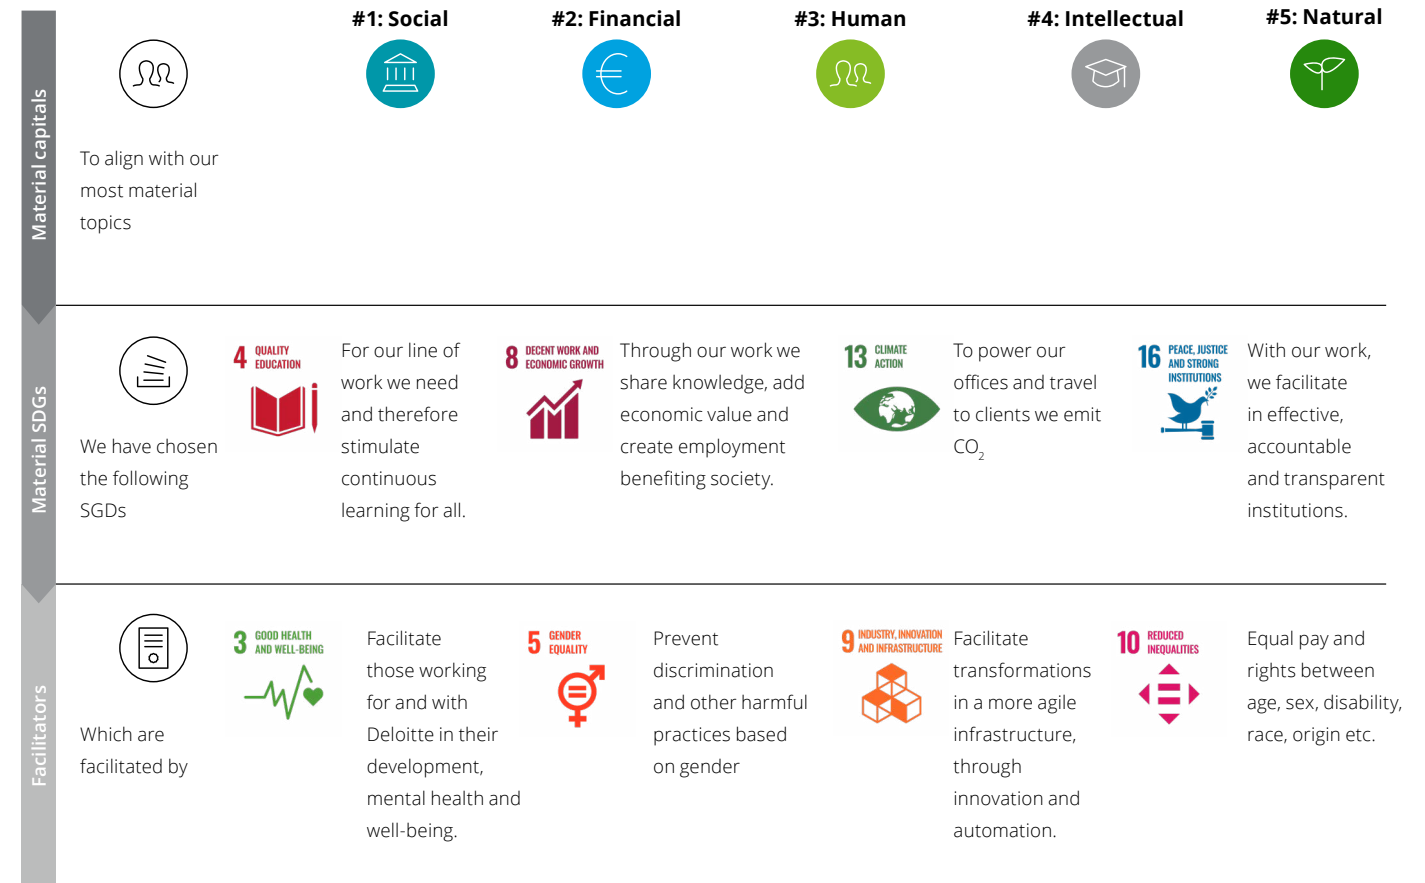 Material capitals
#1: Social
#2: Financial
#3: Human
#4: Intellectual
#5: Natural
To align with our
most material
topics
Material SDGs
We have chosen
the following
SGDs
4 QUALITY
EDUCATION
For our line of
work we need
and therefore
stimulate
continuous
learning for all.
8 DECENT WORK AND
ECONOMIC GROWTH
Through our work we
share knowledge, add
economic value and
create employment
benefiting society.
13 CLIMATE
ACTION
To power our
offices and travel
to clients we emit
CO₂
16 PEACE, JUSTICE
AND STRONG
INSTITUTIONS
With our work,
we facilitate
in effective,
accountable
and transparent
institutions.
Facilitators
Which are
facilitated by
3 GOOD HEALTH
AND WELL-BEING
Facilitate
those working
for and with
Deloitte in their
development,
mental health and
well-being.
5 GENDER
EQUALITY
Prevent
discrimination
and other harmful
practices based
on gender
9 INDUSTRY, INNOVATION
AND INFRASTRUCTURE
Facilitate
transformations
in a more agile
infrastructure,
through
innovation and
automation.
10 REDUCED
INEQUALITIES
Equal pay and
rights between
age, sex, disability,
race, origin etc.